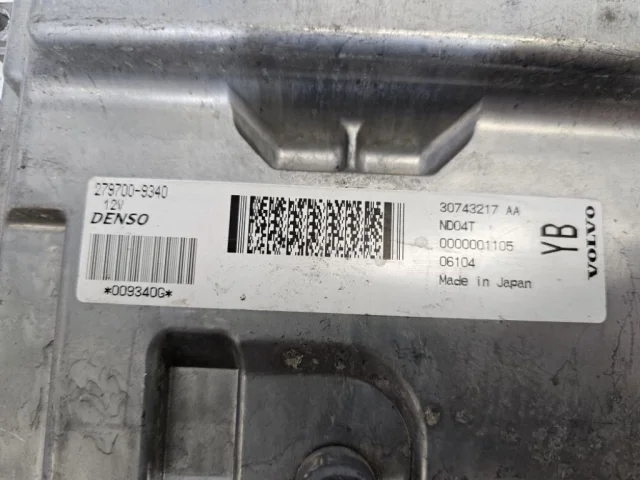 279700-9340
12V
DENSO
*009340G*
30743217 AA
ND04T
0000001105
06104
Made in Japan
YB
VOLVO